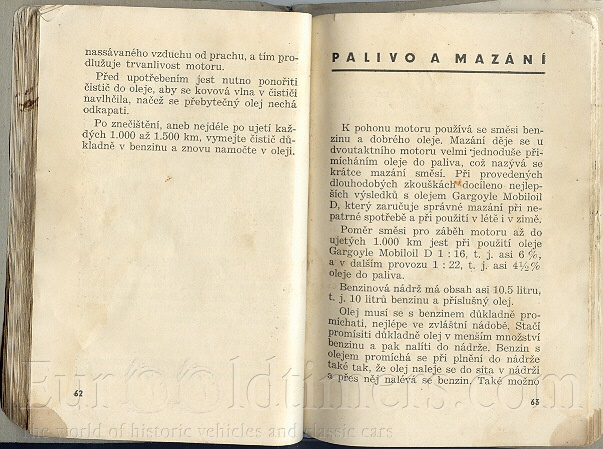 nassávaného vzduchu od prachu, a tím pro-
dlužuje trvanlivost motoru.
Před upotřebením jest nutno ponořiti
čistič do oleje, aby se kovová vlna v čističi
navlhčila, načež se přebytečný olej nechá
odkapati.
Po znečištění, aneb nejdéle po ujetí kaž-
dých 1.000 až 1.500 km, vymejte čistič dů-
kladně v benzinu a znovu namočte v oleji.
62
PALIVO A MAZÁNÍ
K pohonu motoru používá se směsi ben-
zinu a dobrého oleje. Mazání děje se u
dvoutaktního motoru velmi jednoduše při-
mícháním oleje do paliva, což nazývá se
krátce mazání směsí. Při provedených
dlouhodobých zkouškách docíleno nejlep-
ších výsledků s olejem Gargoyle Mobiloil
D, který zaručuje správné mazání při ne-
patrné spotřebě a při použití v létě i v zimě.
Poměr směsi pro záběh motoru až do
ujetých 1.000 km jest při použití oleje
Gargoyle Mobiloil D 1 : 16, t. j. asi 6 %,
a v dalším provozu 1 : 22, t. j. asi 4½%
oleje do paliva.
Benzinová nádrž má obsah asi 10.5 litru,
t. j. 10 litrů benzinu a příslušný olej.
Olej musí se s benzinem důkladně pro-
míchati, nejlépe ve zvláštní nádobě. Stačí
promísiti důkladně olej v menším množství
benzinu a pak nalíti do nádrže. Benzin s
olejem promíchá se při plnění do nádrže
také tak, že olej naleje se do síta v nádrži
a přes něj nalévá se benzin. Také možno
63
Eur ldtimers.com
the world of historic vehicles and classic cars